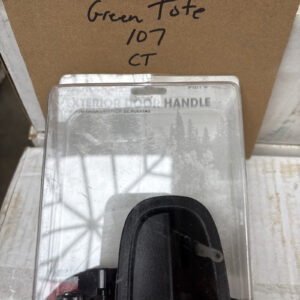 Green Tote
107
CT
EXTERIOR DOOR HANDLE